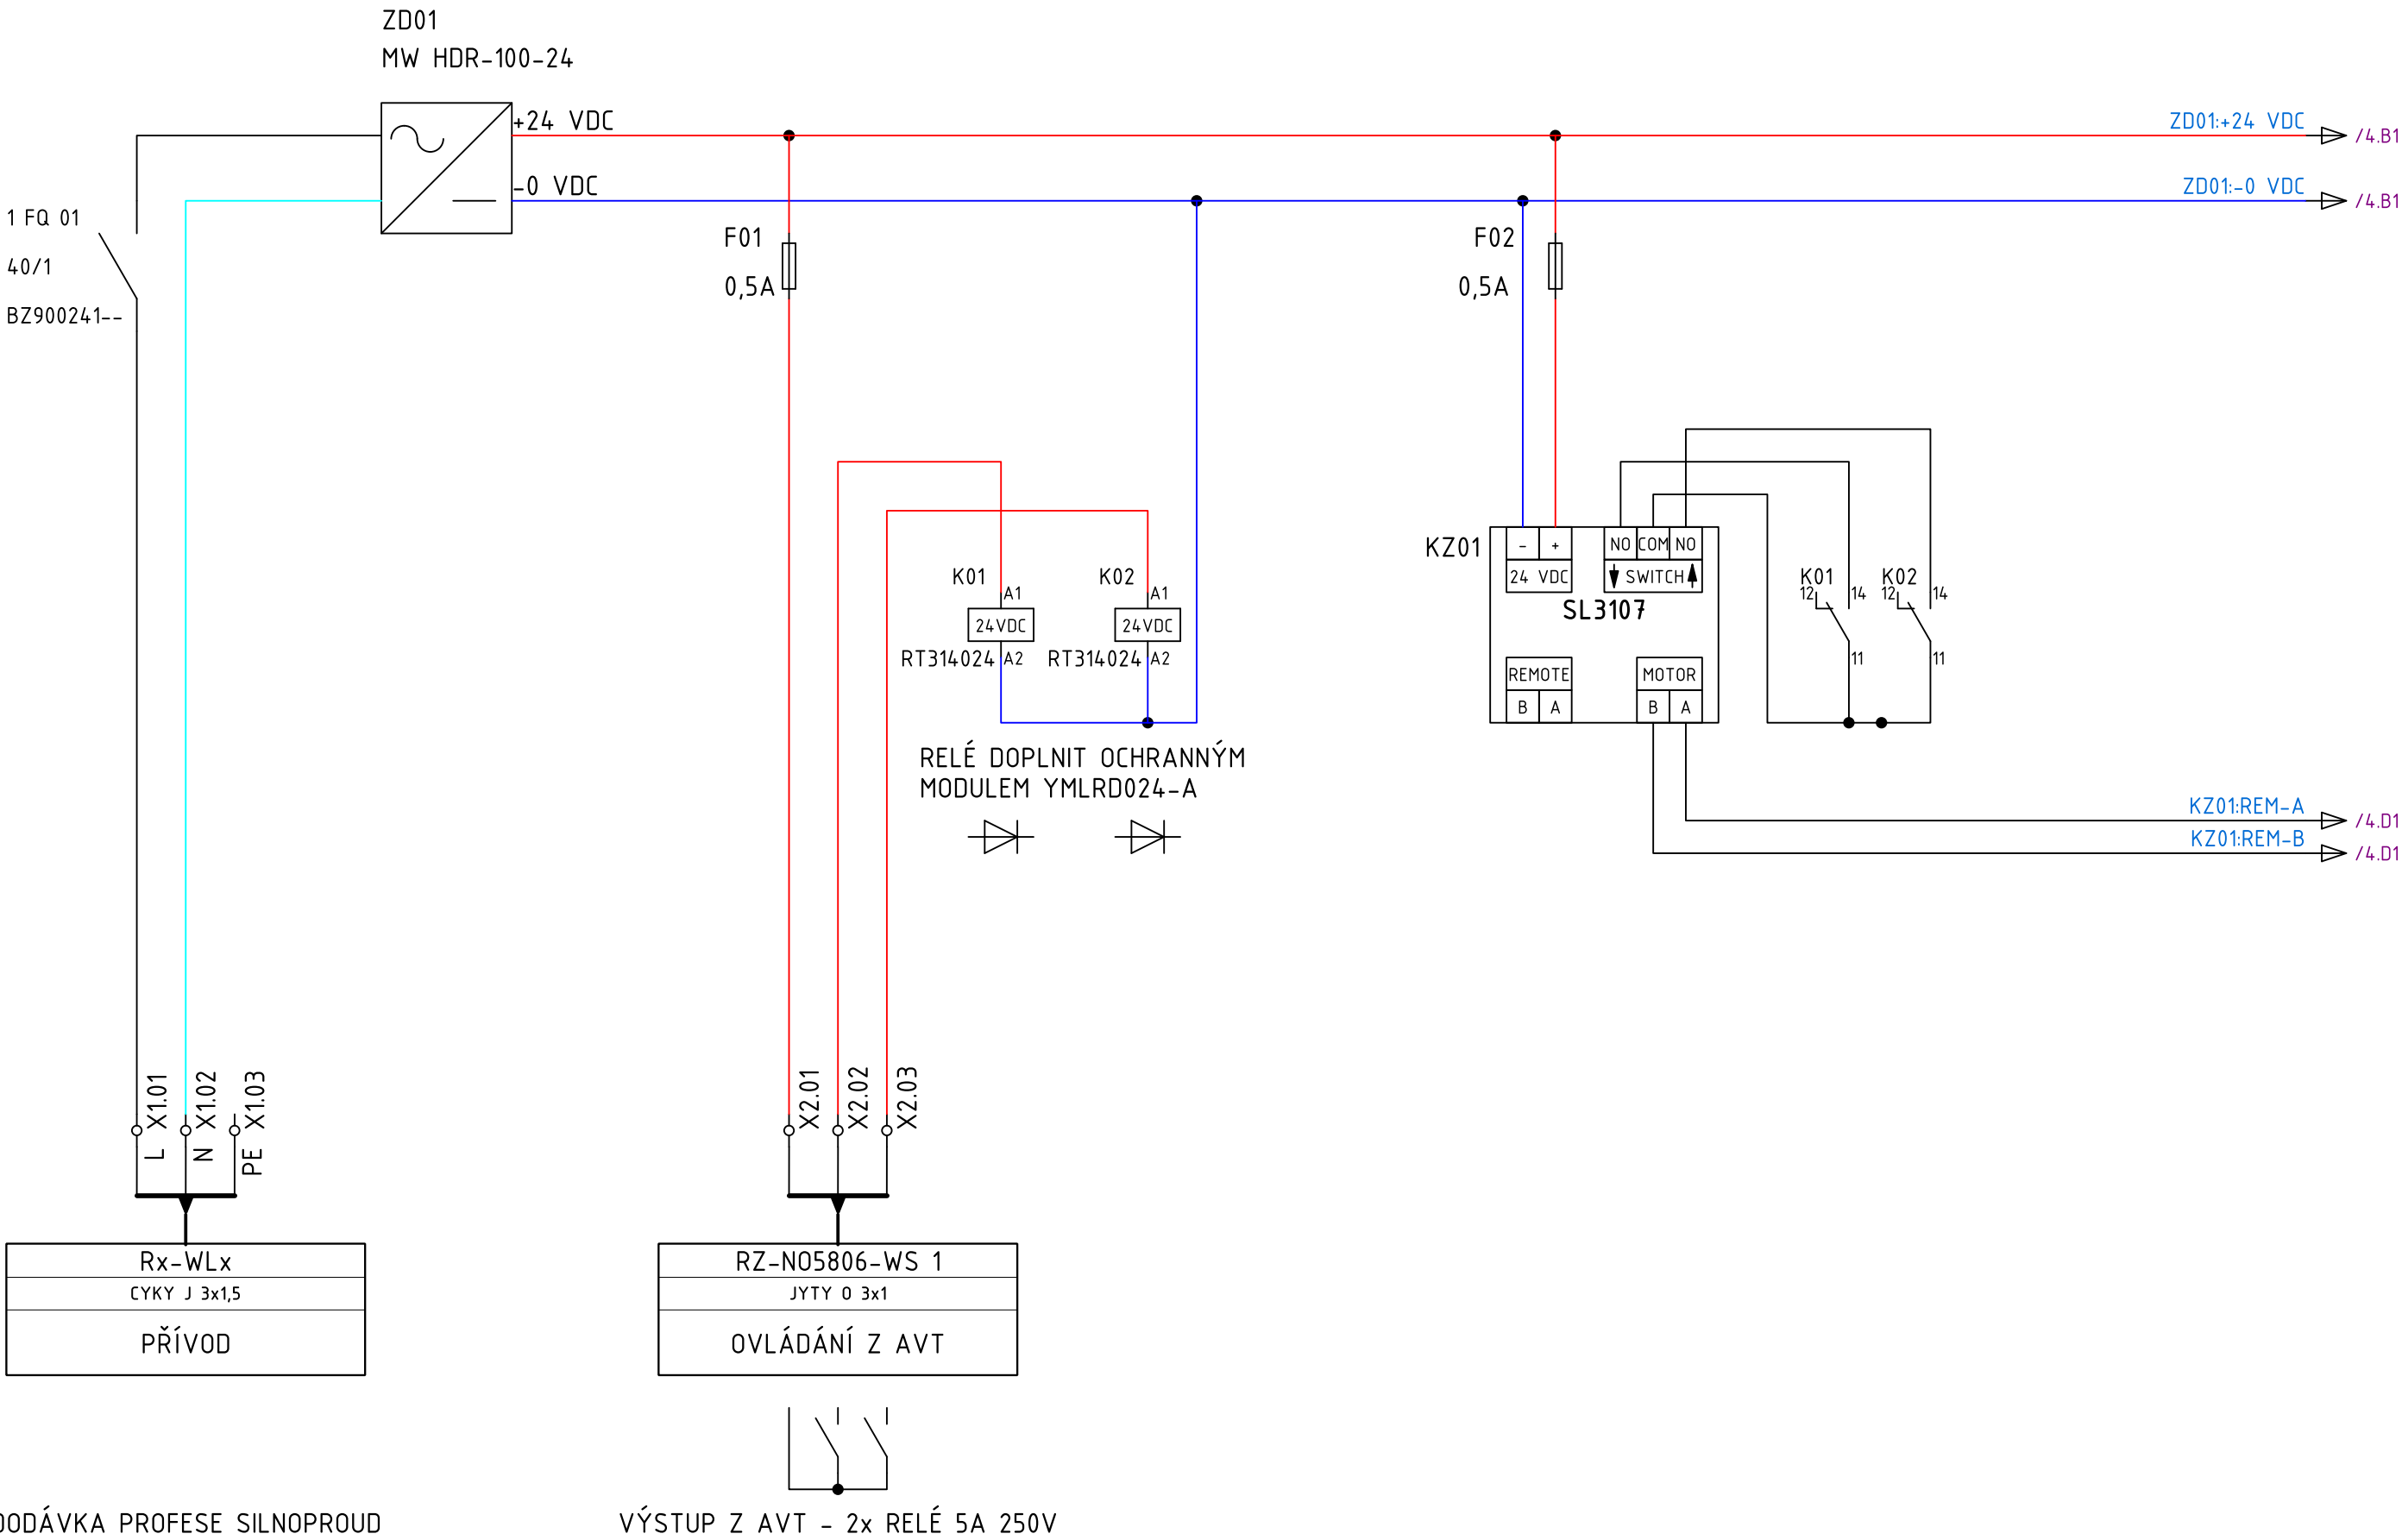 ZD01
MW HDR-100-24
+24 VDC
ZD01:+24 VDC
/4.B1
-0 VDC
ZD01:-0 VDC
/4.B1
1 FQ 01
40/1
BZ900241--
F01
0,5A
F02
0,5A
K01
A1
24VDC
RT314024
A2
K02
A1
24VDC
RT314024
A2
RELÉ DOPLNIT OCHRANNÝM
MODULEM YMLRD024-A
KZ01
- +
24 VDC
NO COM NO
SWITCH
SL3107
REMOTE
B A
MOTOR
B A
K01
12
14
11
K02
12
14
11
KZ01:REM-A
/4.D1
KZ01:REM-B
/4.D1
X1.01
X1.02
X1.03
L
N
PE
X2.01
X2.02
X2.03
Rx-WLx
CYKY J 3x1,5
PŘÍVOD
RZ-NO5806-WS 1
JYTY O 3x1
OVLÁDÁNÍ Z AVT
DODÁVKA PROFESE SILNOPROUD
VÝSTUP Z AVT - 2x RELÉ 5A 250V